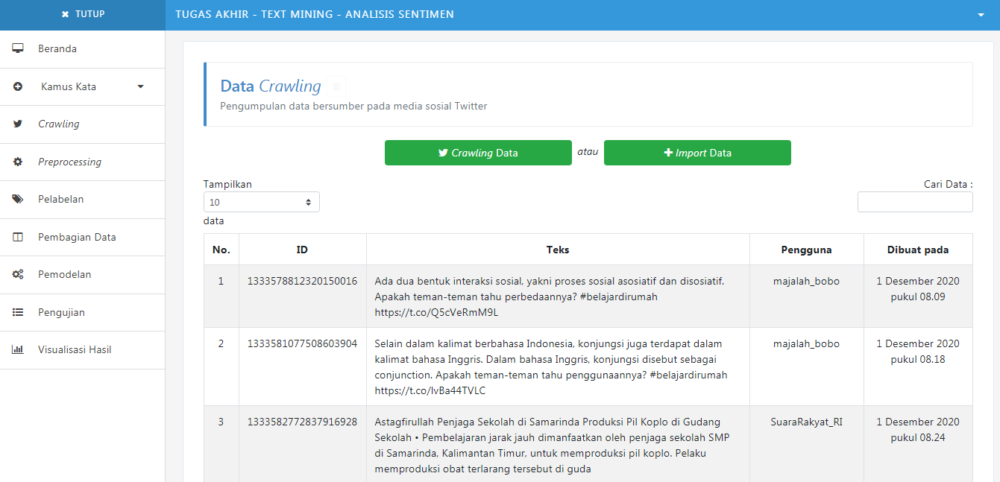 TUTUP
TUGAS AKHIR - TEXT MINING - ANALISIS SENTIMEN
Beranda
Kamus Kata
Crawling
Preprocessing
Pelabelan
Pembagian Data
Pemodelan
Pengujian
Visualisasi Hasil
Data Crawling
Pengumpulan data bersumber pada media sosial Twitter
Crawling Data atau Import Data
Tampilkan
10
data
Cari Data :
No. ID Teks Pengguna Dibuat pada
1 1333578812320150016 Ada dua bentuk interaksi sosial, yakni proses sosial asosiatif dan disosiatif. majalah_bobo 1 Desember 2020
Apakah teman-teman tahu perbedaannya? #belajardirumah pukul 08.09
https://t.co/Q5cVeRmM9L
2 1333581077508603904 Selain dalam kalimat berbahasa Indonesia, konjungsi juga terdapat dalam majalah_bobo 1 Desember 2020
kalimat bahasa Inggris. Dalam bahasa Inggris, konjungsi disebut sebagai pukul 08.18
conjunction. Apakah teman-teman tahu penggunaannya? #belajardirumah
https://t.co/lvBa44TVLC
3 1333582772837916928 Astagfirullah Penjaga Sekolah di Samarinda Produksi Pil Koplo di Gudang SuaraRakyat_RI 1 Desember 2020
Sekolah • Pembelajaran jarak jauh dimanfaatkan oleh penjaga sekolah SMP pukul 08.24
di Samarinda, Kalimantan Timur, untuk memproduksi pil koplo. Pelaku
memproduksi obat terlarang tersebut di guda